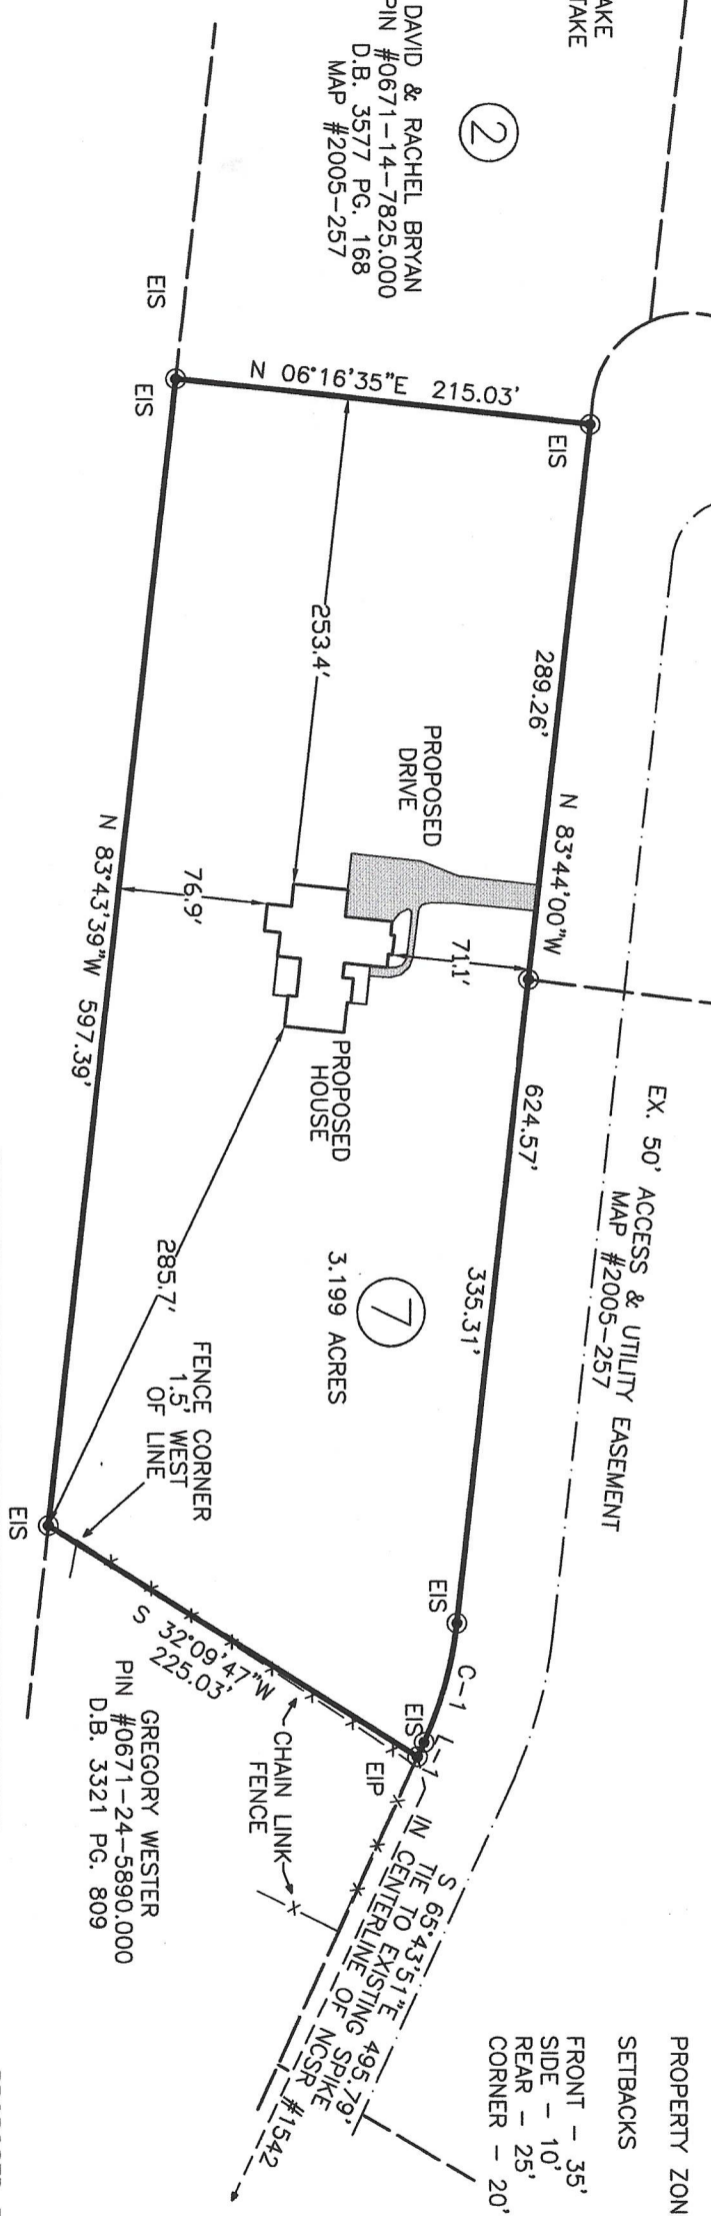 AKE
TAKE
2
DAVID & RACHEL BRYAN
PIN #0671-14-7825.000
D.B. 3577 PG. 168
MAP #2005-257
EIS
EIS
N 06°16'35"E 215.03'
EIS
289.26'
N 83°44'00"W
624.57'
335.31'
253.4'
PROPOSED
DRIVE
71.1'
76.9'
PROPOSED
HOUSE
N 83°43'39"W 597.39'
285.7'
7
3.199 ACRES
EX. 50' ACCESS & UTILITY EASEMENT
MAP #2005-257
FENCE CORNER
1.5' WEST
OF LINE
EIS
EIS
C-1
EIS
L-1
EIP
S 32°09'47"W
225.03'
CHAIN LINK
FENCE
GREGORY WESTER
PIN #0671-24-5890.000
D.B. 3321 PG. 809
S 65°43'51"E 495.79'
TIE TO EXISTING SPIKE
IN CENTERLINE OF NCSR #1542
PROPERTY ZON
SETBACKS
FRONT - 35'
SIDE - 10'
REAR - 25'
CORNER - 20'